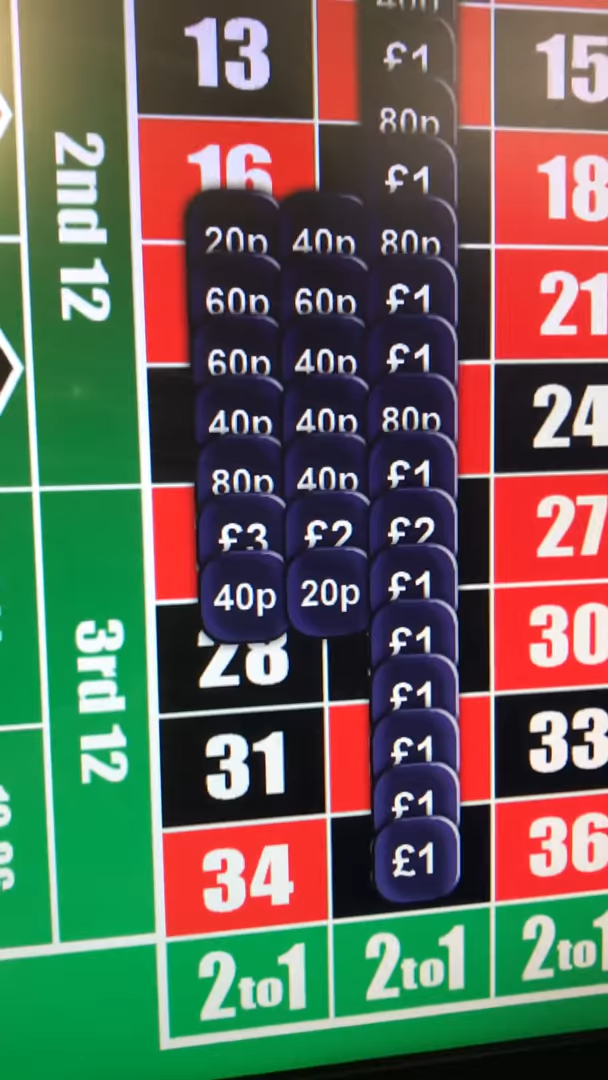 13 £1 15
80p
2nd 12
16 £1 18
20p 40p 80p
60p 60p £1 21
60p 40p £1
40p 40p 80p 24
80p 40p £1
£3 £2 £2 27
40p 20p £1
3rd 12
28 £1 30
£1
31 £1 33
£1
34 £1 36
2to1 2to1 2to1